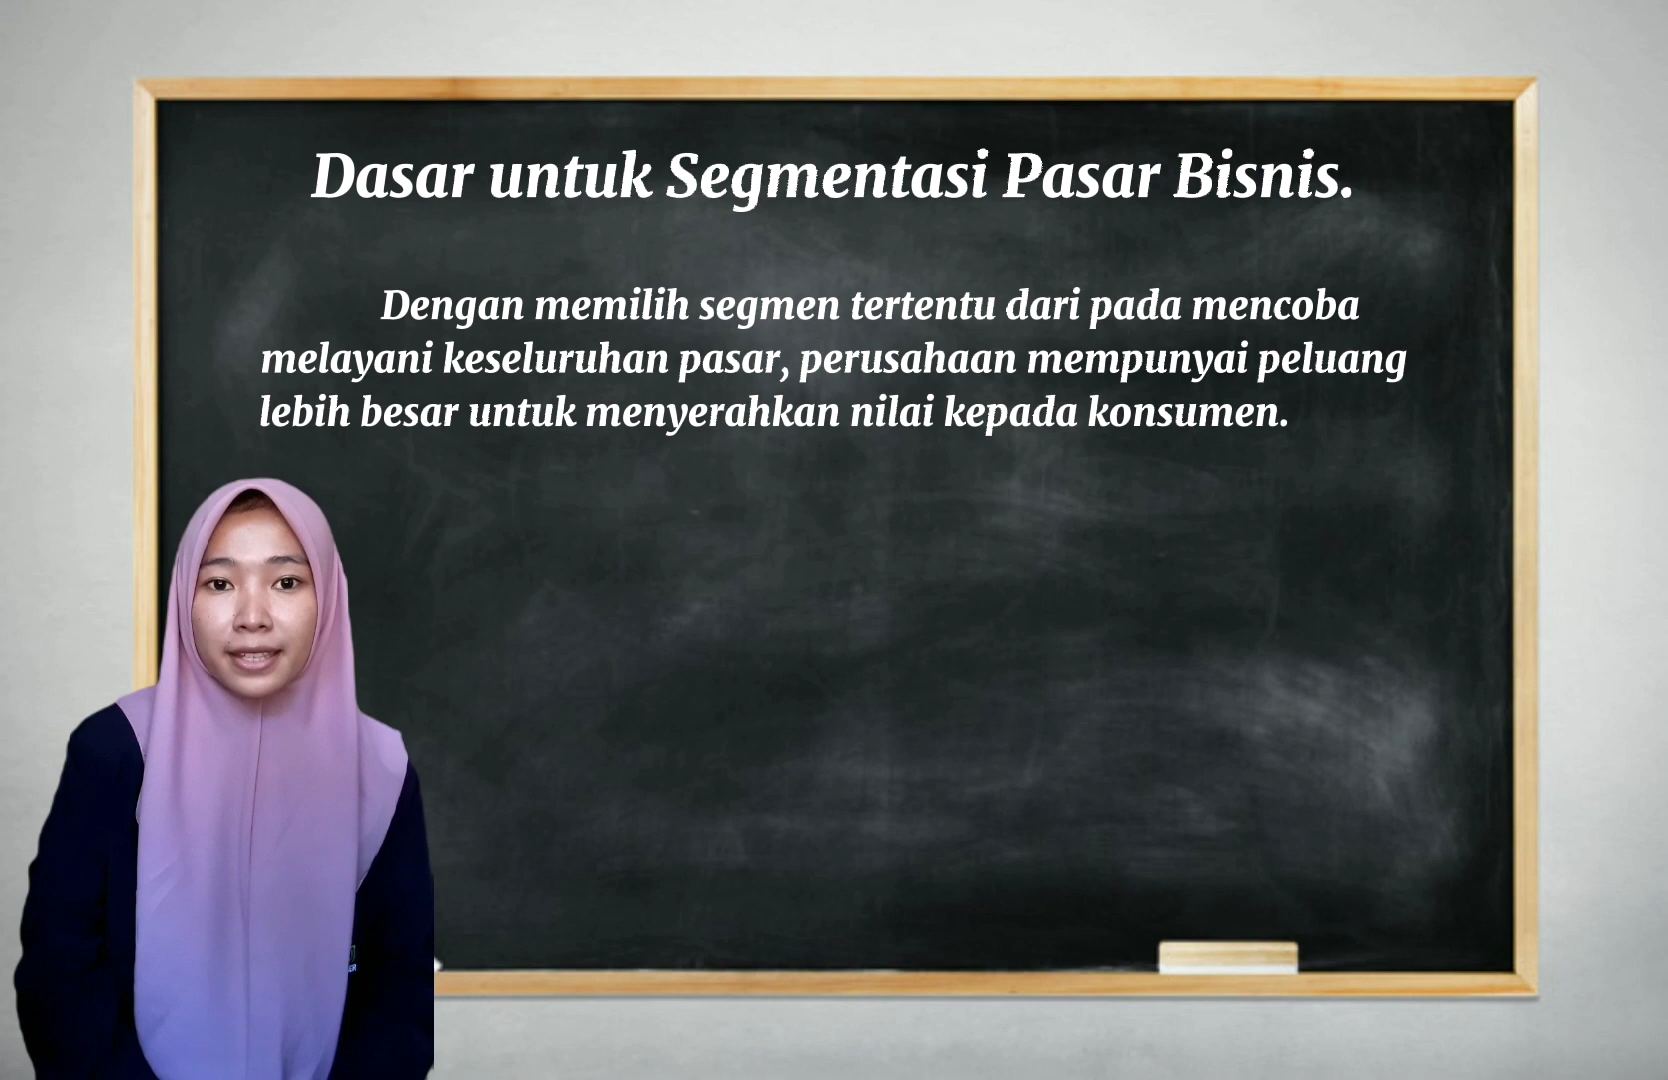 Dasar untuk Segmentasi Pasar Bisnis.
Dengan memilih segmen tertentu dari pada mencoba
melayani keseluruhan pasar, perusahaan mempunyai peluang
lebih besar untuk menyerahkan nilai kepada konsumen.